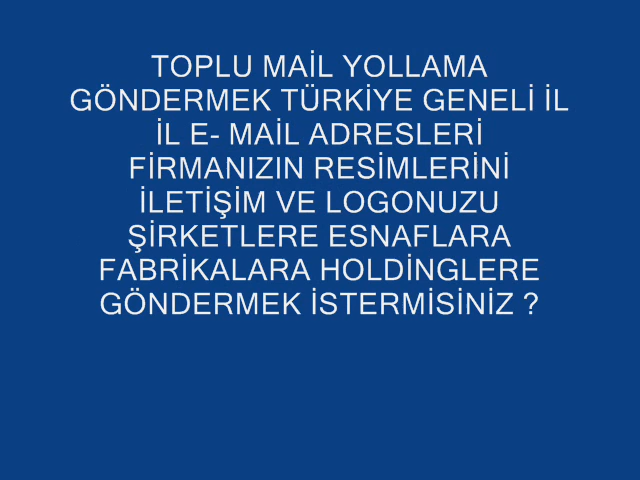 TOPLU MAİL YOLLAMA
GÖNDERMEK TÜRKİYE GENELİ İL
İL E- MAİL ADRESLERİ
FİRMANIZIN RESİMLERİNİ
İLETİŞİM VE LOGONUZU
ŞİRKETLERE ESNAFLARA
FABRİKALARA HOLDİNGLERE
GÖNDERMEK İSTERMİSİNİZ ?